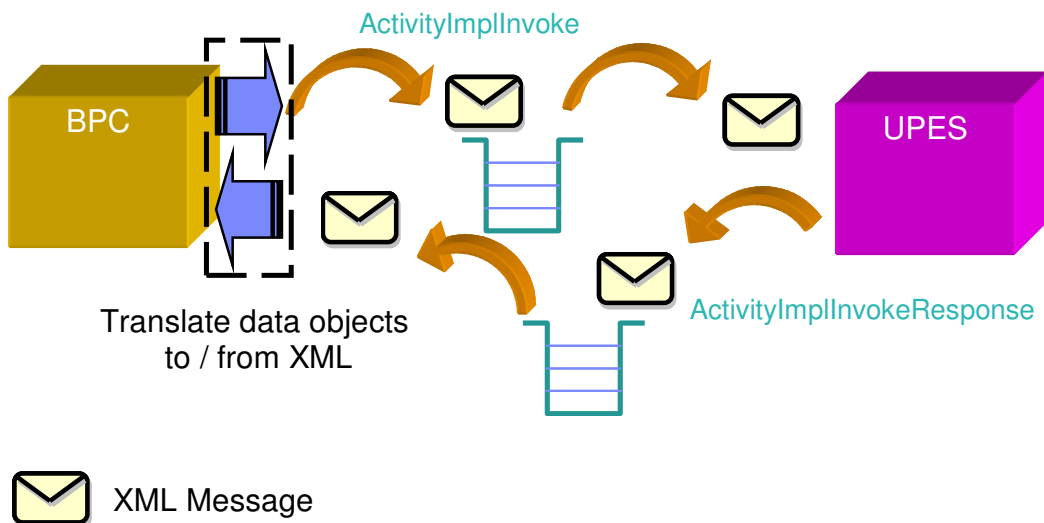 ActivityImplInvoke
BPC
UPES
ActivityImplInvokeResponse
Translate data objects
to / from XML
XML Message